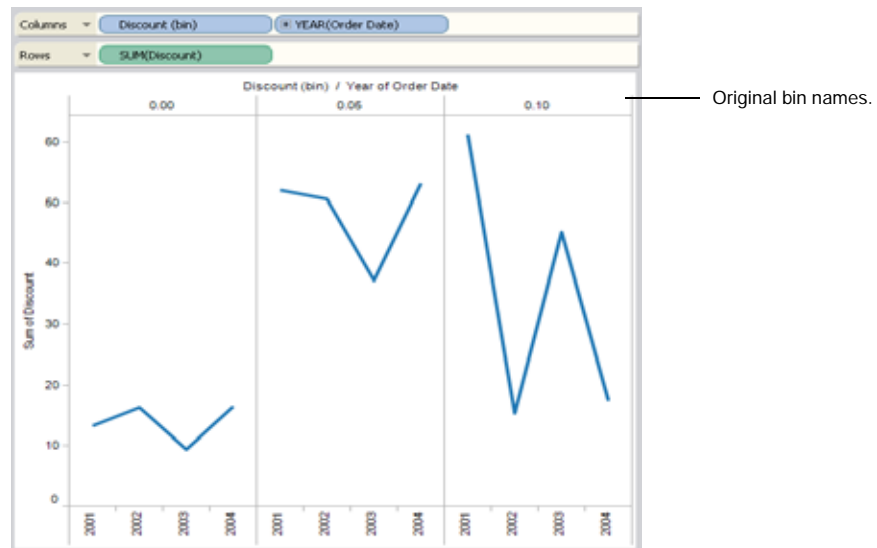 Columns Discount (bin) YEAR(Order Date)
Rows SUM(Discount)
Discount (bin) / Year of Order Date
0.00 0.05 0.10
Original bin names.
60
60
40
30
20
10
0
Sum of Discount
2001 2002 2003 2004 2001 2002 2003 2004 2001 2002 2003 2004